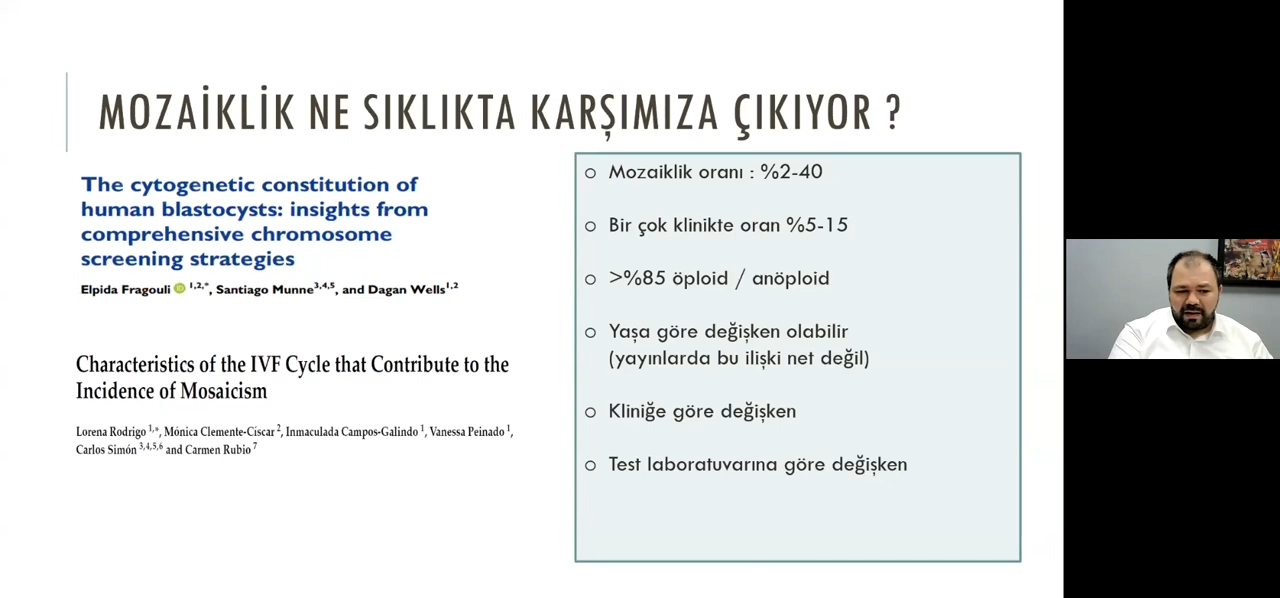 MOZAİKLİK NE SIKLIKTA KARŞIMIZA ÇIKIYOR ?
The cytogenetic constitution of
human blastocysts: insights from
comprehensive chromosome
screening strategies
Elpida Fragouli 1,2,*, Santiago Munne3,4,5, and Dagan Wells1,2
Characteristics of the IVF Cycle that Contribute to the
Incidence of Mosaicism
Lorena Rodrigo 1,*, Mónica Clemente-Císcar 2, Inmaculada Campos-Galindo 1, Vanessa Peinado 1,
Carlos Simón 3,4,5,6 and Carmen Rubio 7
○ Mozaiklik oranı : %2-40
○ Bir çok klinikte oran %5-15
○ >%85 öploid / anöploid
○ Yaşa göre değişken olabilir
(yayınlarda bu ilişki net değil)
○ Kliniğe göre değişken
○ Test laboratuvarına göre değişken